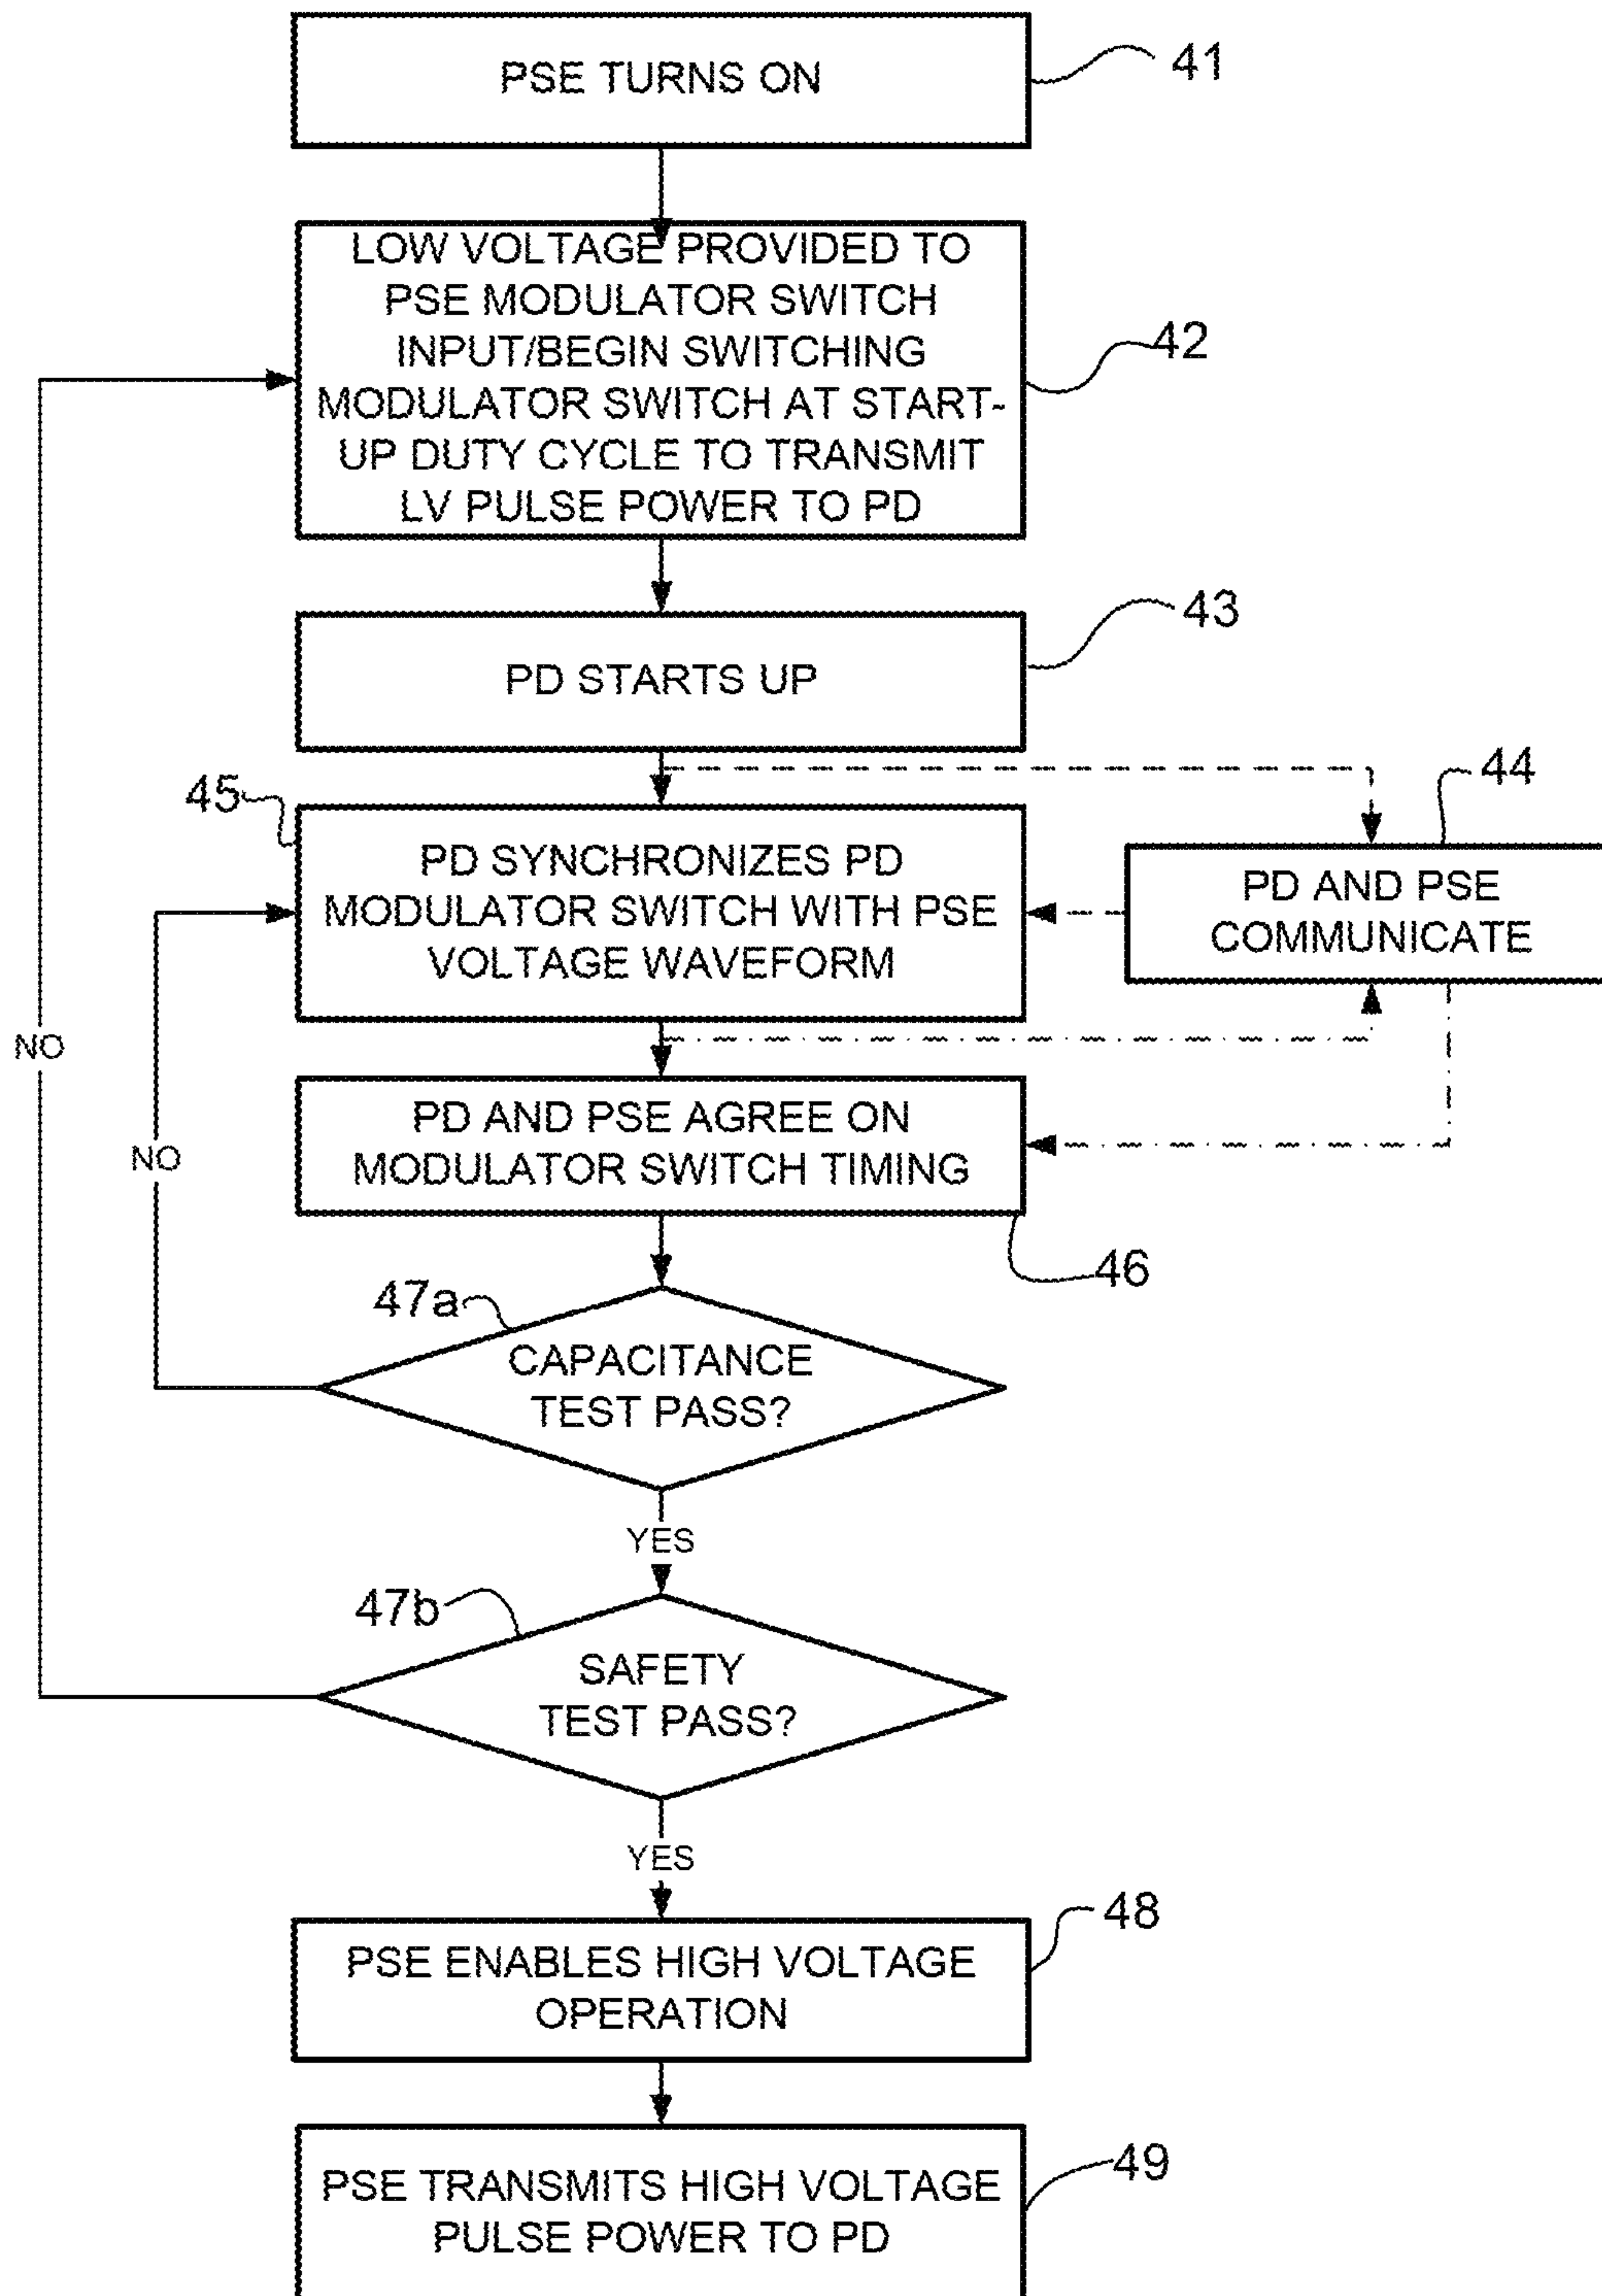 PSE TURNS ON
41
LOW VOLTAGE PROVIDED TO
PSE MODULATOR SWITCH
INPUT/BEGIN SWITCHING
MODULATOR SWITCH AT START-
UP DUTY CYCLE TO TRANSMIT
LV PULSE POWER TO PD
42
PD STARTS UP
43
44
45
PD SYNCHRONIZES PD
MODULATOR SWITCH WITH PSE
VOLTAGE WAVEFORM
PD AND PSE
COMMUNICATE
NO
PD AND PSE AGREE ON
MODULATOR SWITCH TIMING
NO
46
47a
CAPACITANCE
TEST PASS?
YES
47b
SAFETY
TEST PASS?
YES
48
PSE ENABLES HIGH VOLTAGE
OPERATION
49
PSE TRANSMITS HIGH VOLTAGE
PULSE POWER TO PD